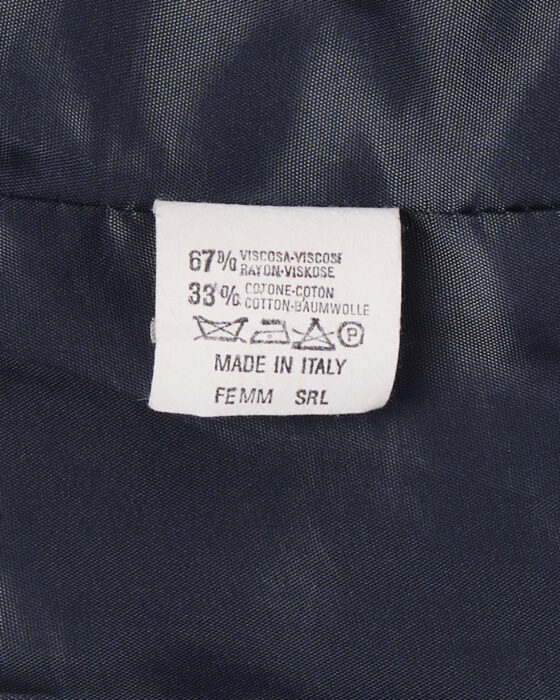 67% VISCOSA-VISCOSE
RAYON-VISKOSE
33% COTONE-COTON
COTTON-BAUMWOLLE
P
MADE IN ITALY
FEMM SRL